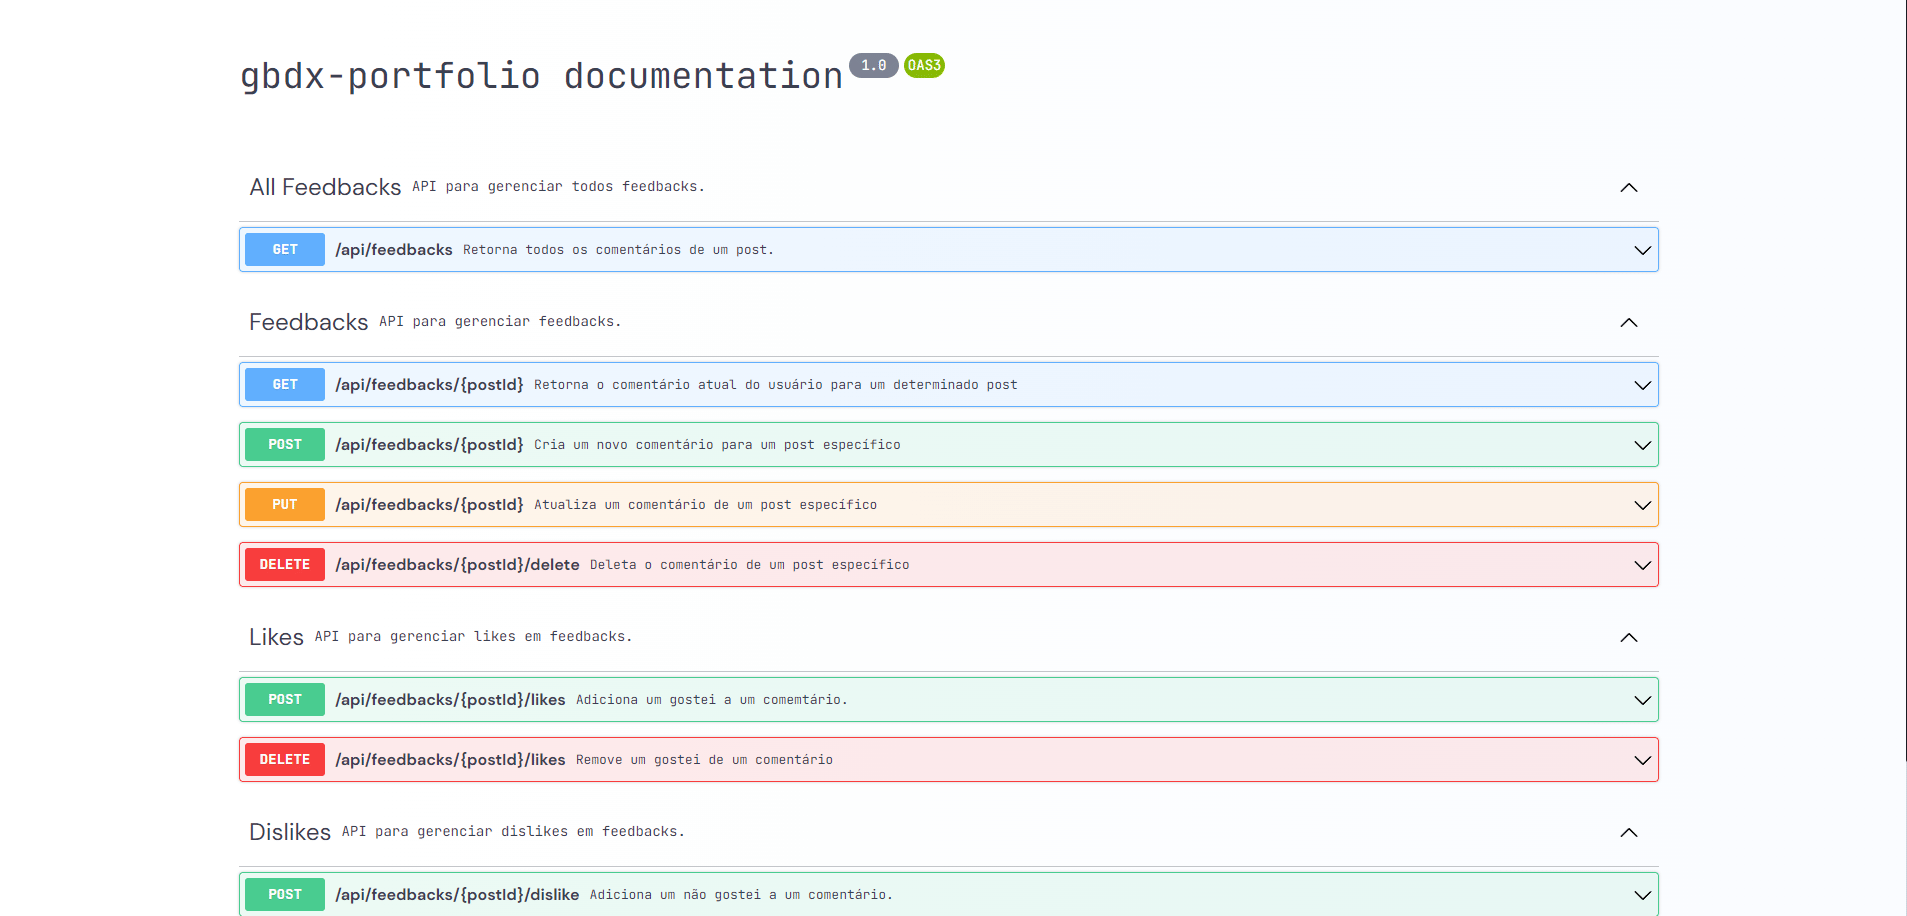 gbdx-portfolio documentation 1.0 OAS3
All Feedbacks API para gerenciar todos feedbacks.
GET /api/feedbacks Retorna todos os comentários de um post.
Feedbacks API para gerenciar feedbacks.
GET /api/feedbacks/{postId} Retorna o comentário atual do usuário para um determinado post
POST /api/feedbacks/{postId} Cria um novo comentário para um post específico
PUT /api/feedbacks/{postId} Atualiza um comentário de um post específico
DELETE /api/feedbacks/{postId}/delete Deleta o comentário de um post específico
Likes API para gerenciar likes em feedbacks.
POST /api/feedbacks/{postId}/likes Adiciona um gostei a um comemtário.
DELETE /api/feedbacks/{postId}/likes Remove um gostei de um comentário
Dislikes API para gerenciar dislikes em feedbacks.
POST /api/feedbacks/{postId}/dislike Adiciona um não gostei a um comentário.